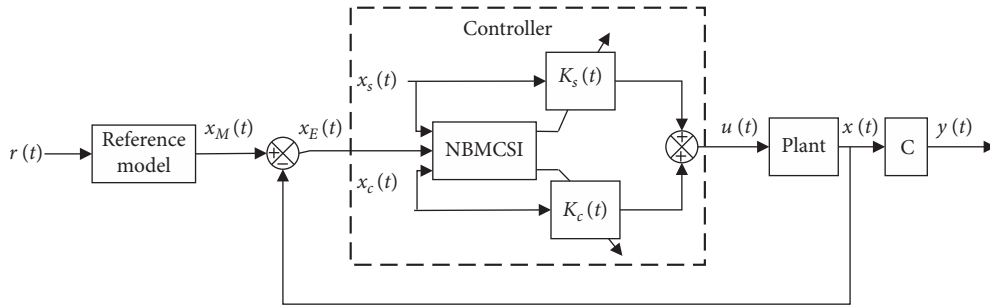 Controller
x_s(t)
K_s(t)
r(t)
Reference
model
x_M(t)
+
−
x_E(t)
NBMCSI
x_c(t)
K_c(t)
+
+
u(t)
Plant
x(t)
C
y(t)